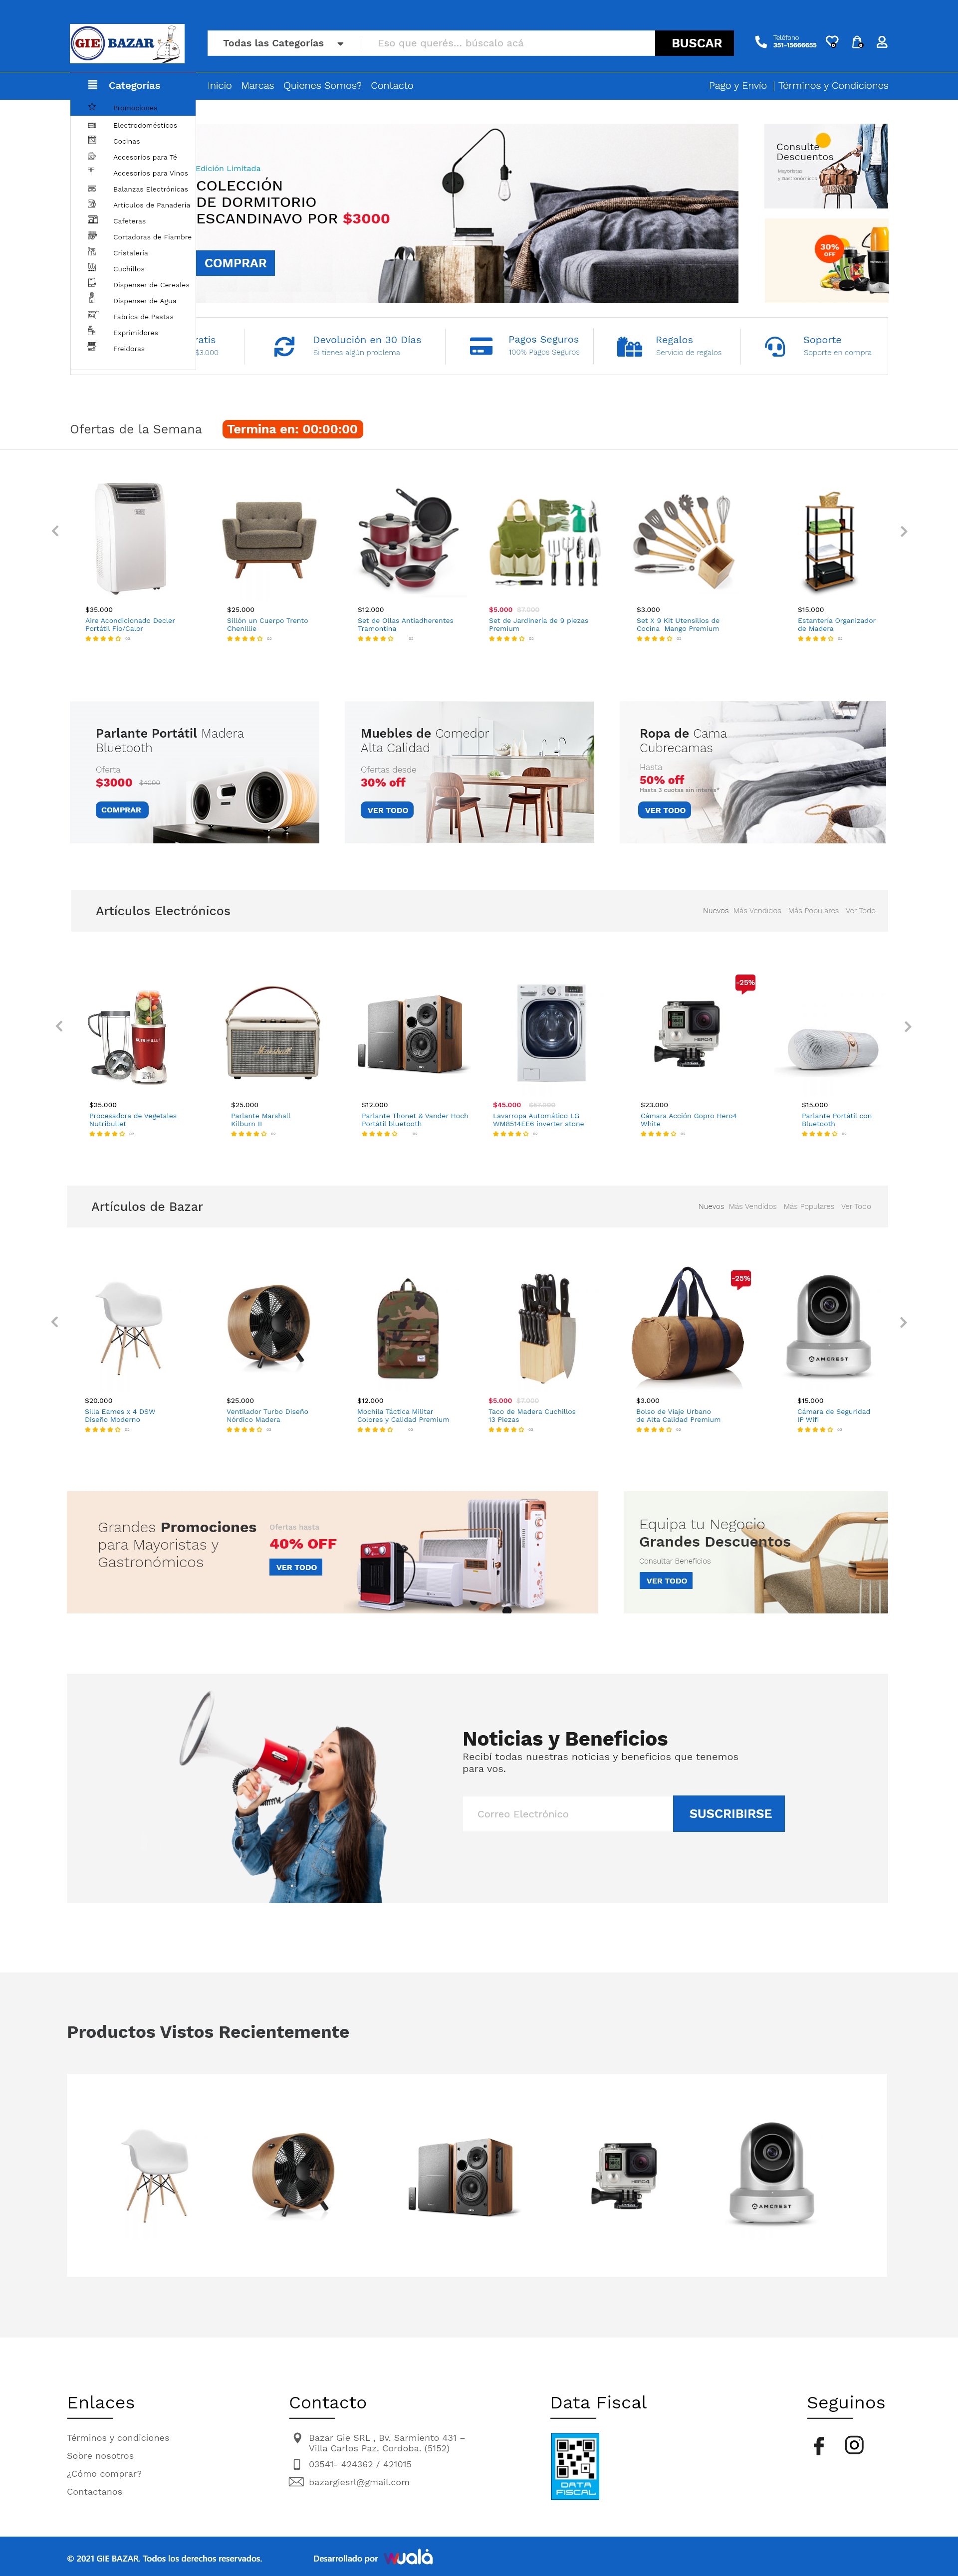 GIE BAZAR
Todas las Categorías
Eso que querés... búscalo acá
BUSCAR
Teléfono
351-15666655
Categorías
Inicio Marcas Quienes Somos? Contacto
Pago y Envío | Términos y Condiciones
Promociones
Electrodomésticos
Cocinas
Accesorios para Té
Accesorios para Vinos
Balanzas Electrónicas
Artículos de Panadería
Cafeteras
Cortadoras de Fiambre
Cristalería
Cuchillos
Dispenser de Cereales
Dispenser de Agua
Fabrica de Pastas
Exprimidores
Freidoras
Edición Limitada
COLECCIÓN
DE DORMITORIO
ESCANDINAVO POR $3000
COMPRAR
Consulte
Descuentos
Mayoristas
y Gastronómicos
30%
OFF
ratis
$3.000
Devolución en 30 Días
Si tienes algún problema
Pagos Seguros
100% Pagos Seguros
Regalos
Servicio de regalos
Soporte
Soporte en compra
Ofertas de la Semana
Termina en: 00:00:00
$35.000
Aire Acondicionado Decler
Portátil Fío/Calor
$25.000
Sillón un Cuerpo Trento
Chenillie
$12.000
Set de Ollas Antiadherentes
Tramontina
$5.000 $7.000
Set de Jardinería de 9 piezas
Premium
$3.000
Set X 9 Kit Utensilios de
Cocina Mango Premium
$15.000
Estantería Organizador
de Madera
Parlante Portátil Madera
Bluetooth
Oferta
$3000 $4000
COMPRAR
Muebles de Comedor
Alta Calidad
Ofertas desde
30% off
VER TODO
Ropa de Cama
Cubrecamas
Hasta
50% off
Hasta 3 cuotas sin interés*
VER TODO
Artículos Electrónicos
Nuevos Más Vendidos Más Populares Ver Todo
-25%
HERO4
$35.000
Procesadora de Vegetales
Nutribullet
$25.000
Parlante Marshall
Kilburn II
$12.000
Parlante Thonet & Vander Hoch
Portátil bluetooth
$45.000 $67.000
Lavarropa Automático LG
WM8514EE6 inverter stone
$23.000
Cámara Acción Gopro Hero4
White
$15.000
Parlante Portátil con
Bluetooth
Artículos de Bazar
Nuevos Más Vendidos Más Populares Ver Todo
-25%
AMCREST
$20.000
Silla Eames x 4 DSW
Diseño Moderno
$25.000
Ventilador Turbo Diseño
Nórdico Madera
$12.000
Mochila Táctica Militar
Colores y Calidad Premium
$5.000 $7.000
Taco de Madera Cuchillos
13 Piezas
$3.000
Bolso de Viaje Urbano
de Alta Calidad Premium
$15.000
Cámara de Seguridad
IP Wifi
Grandes Promociones
para Mayoristas y
Gastronómicos
Ofertas hasta
40% OFF
VER TODO
Equipa tu Negocio
Grandes Descuentos
Consultar Beneficios
VER TODO
Noticias y Beneficios
Recibí todas nuestras noticias y beneficios que tenemos
para vos.
Correo Electrónico
SUSCRIBIRSE
Productos Vistos Recientemente
HERO4
AMCREST
Enlaces
Términos y condiciones
Sobre nosotros
¿Cómo comprar?
Contactanos
Contacto
Bazar Gie SRL , Bv. Sarmiento 431 –
Villa Carlos Paz. Cordoba. (5152)
03541- 424362 / 421015
bazargiesrl@gmail.com
Data Fiscal
DATA
FISCAL
Seguinos
© 2021 GIE BAZAR. Todos los derechos reservados.
Desarrollado por wualá